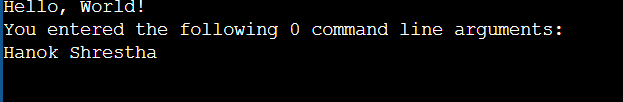 Hello, World!
You entered the following 0 command line arguments:
Hanok Shrestha